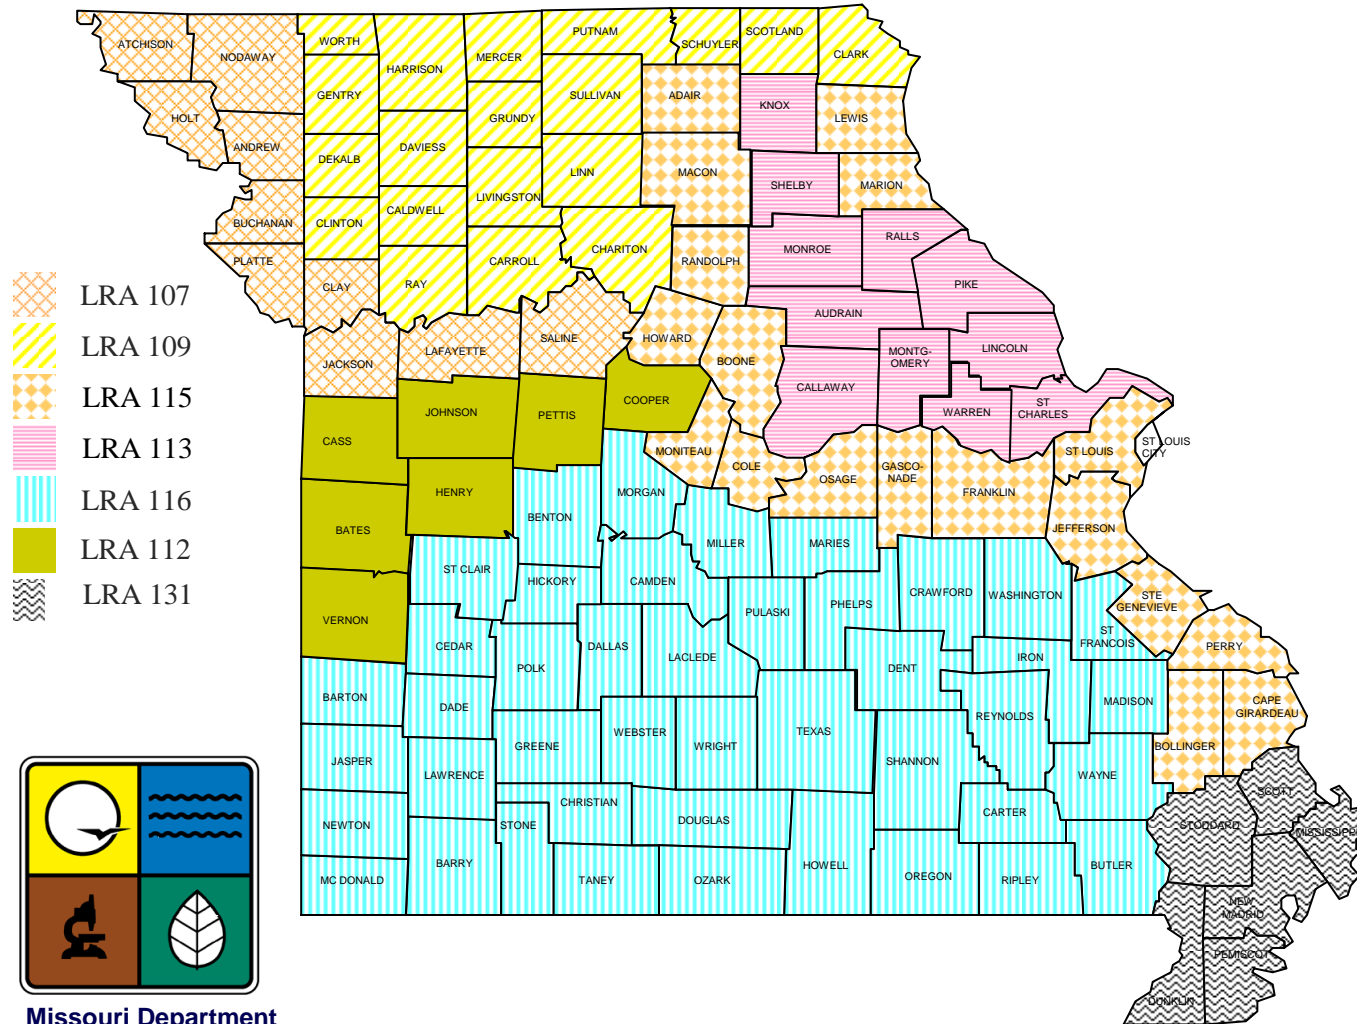 ATCHISON
NODAWAY
WORTH
HARRISON
MERCER
PUTNAM
SCHUYLER
SCOTLAND
CLARK
HOLT
GENTRY
GRUNDY
SULLIVAN
ADAIR
KNOX
LEWIS
ANDREW
DEKALB
DAVIESS
LIVINGSTON
LINN
MACON
SHELBY
MARION
BUCHANAN
CLINTON
CALDWELL
PLATTE
CLAY
RAY
CARROLL
CHARITON
RANDOLPH
MONROE
RALLS
PIKE
LRA 107
LRA 109
LRA 115
LRA 113
LRA 116
LRA 112
LRA 131
JACKSON
LAFAYETTE
SALINE
HOWARD
BOONE
AUDRAIN
MONTG-
OMERY
LINCOLN
CALLAWAY
WARREN
ST
CHARLES
CASS
JOHNSON
PETTIS
COOPER
MONITEAU
COLE
OSAGE
GASCO-
NADE
FRANKLIN
ST LOUIS
ST LOUIS
CITY
JEFFERSON
BATES
HENRY
BENTON
MORGAN
MILLER
MARIES
VERNON
ST CLAIR
HICKORY
CAMDEN
PULASKI
PHELPS
CRAWFORD
WASHINGTON
STE
GENEVIEVE
ST
FRANCOIS
PERRY
CEDAR
POLK
DALLAS
LACLEDE
DENT
IRON
BARTON
DADE
GREENE
WEBSTER
WRIGHT
TEXAS
REYNOLDS
MADISON
CAPE
GIRARDEAU
BOLLINGER
JASPER
LAWRENCE
SHANNON
WAYNE
NEWTON
STONE
CHRISTIAN
DOUGLAS
CARTER
STODDARD
SCOTT
MISSISSIPPI
MC DONALD
BARRY
TANEY
OZARK
HOWELL
OREGON
RIPLEY
BUTLER
NEW
MADRID
PEMISCOT
DUNKLIN
Missouri Department